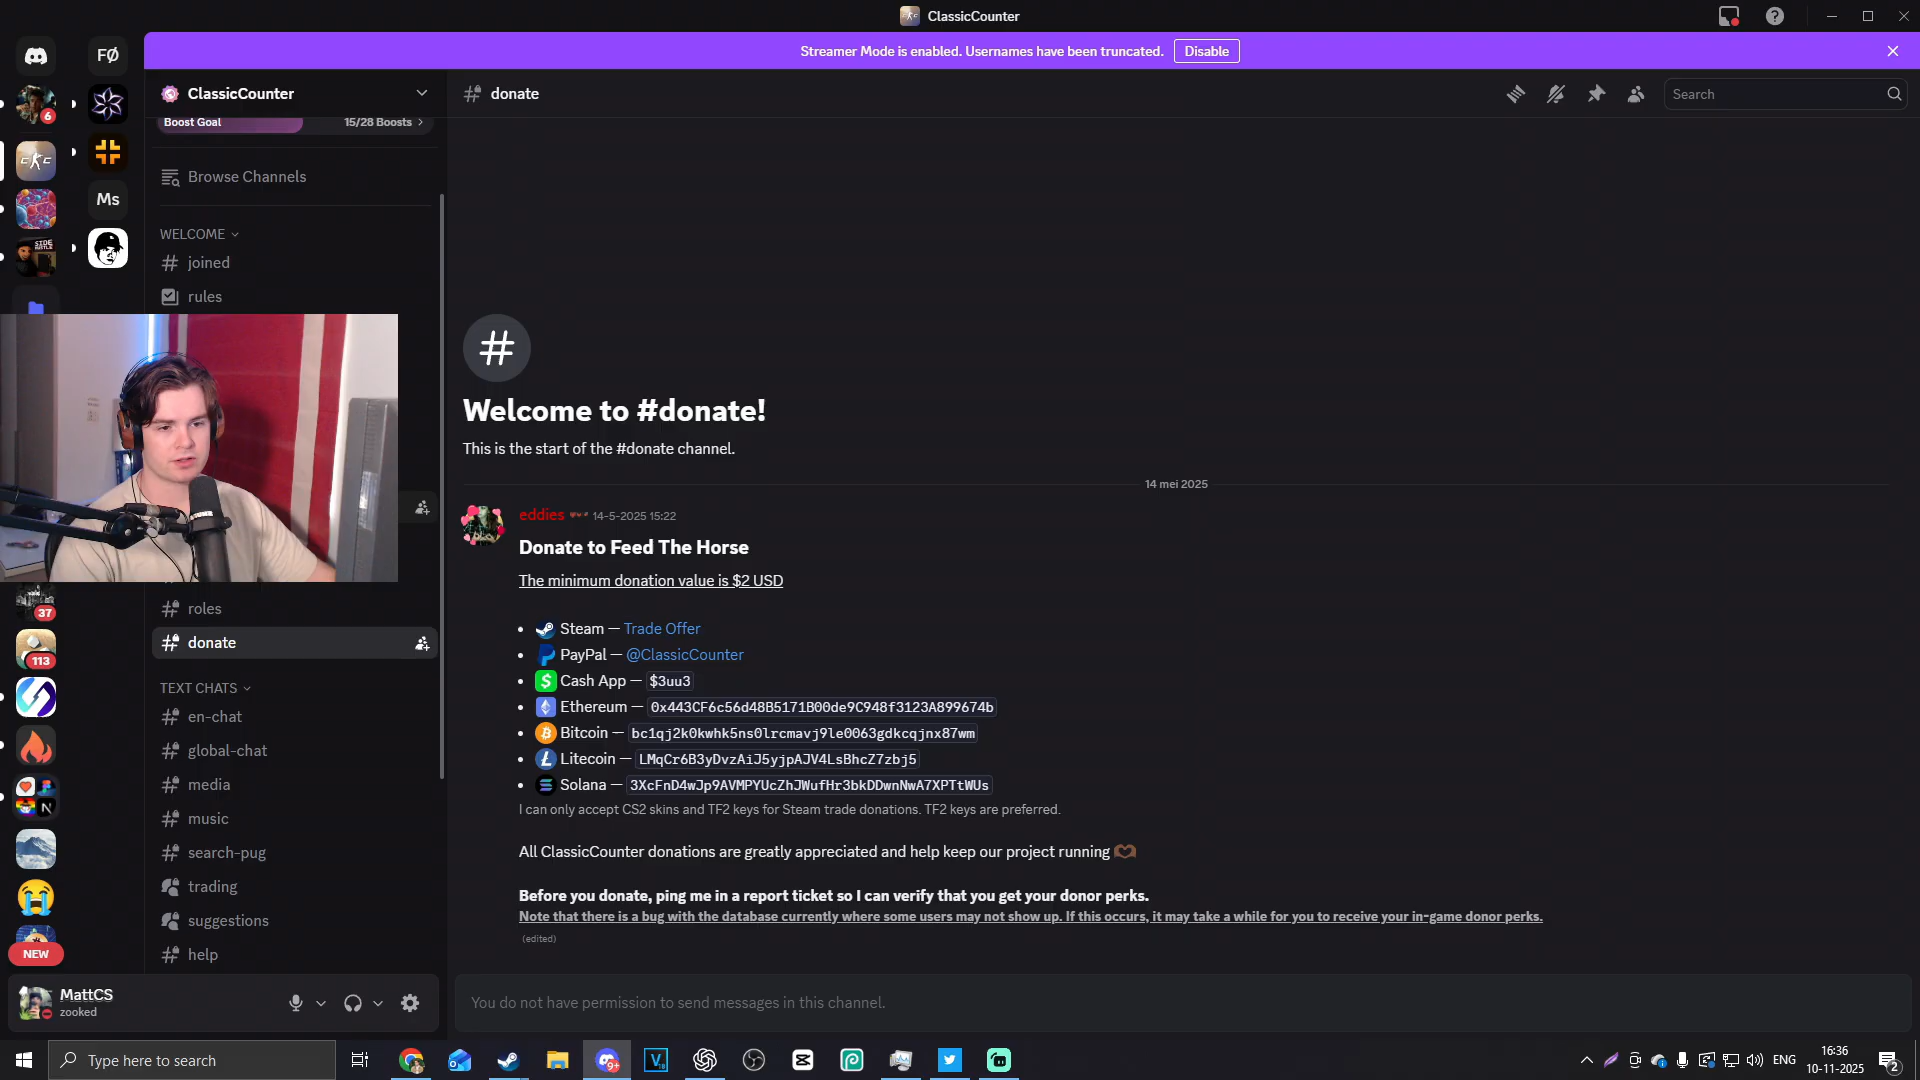 ClassicCounter
Streamer Mode is enabled. Usernames have been truncated.
Disable
FØ
6
Ms
37
113
NEW
ClassicCounter
Boost Goal
15/28 Boosts
Browse Channels
WELCOME
joined
rules
roles
donate
TEXT CHATS
en-chat
global-chat
media
music
search-pug
trading
suggestions
help
MattCS
zooked
donate
Search
Welcome to #donate!
This is the start of the #donate channel.
14 mei 2025
eddies 14-5-2025 15:22
Donate to Feed The Horse
The minimum donation value is $2 USD
• Steam — Trade Offer
• PayPal — @ClassicCounter
• Cash App — $3uu3
• Ethereum — 0x443CF6c56d48B5171B00de9C948f3123A899674b
• Bitcoin — bc1qj2k0kwhk5ns0lrcmavj9le0063gdkcqjnx87wm
• Litecoin — LMqCr6B3yDvzAiJ5yjpAJV4LsBhcZ7zbj5
• Solana — 3XcFnD4wJp9AVMPYUcZhJWufHr3bkDDwnNwA7XPTtWUs
I can only accept CS2 skins and TF2 keys for Steam trade donations. TF2 keys are preferred.
All ClassicCounter donations are greatly appreciated and help keep our project running
Before you donate, ping me in a report ticket so I can verify that you get your donor perks.
Note that there is a bug with the database currently where some users may not show up. If this occurs, it may take a while for you to receive your in-game donor perks.
(edited)
You do not have permission to send messages in this channel.
Type here to search
9+
ENG
16:36
10-11-2025
2